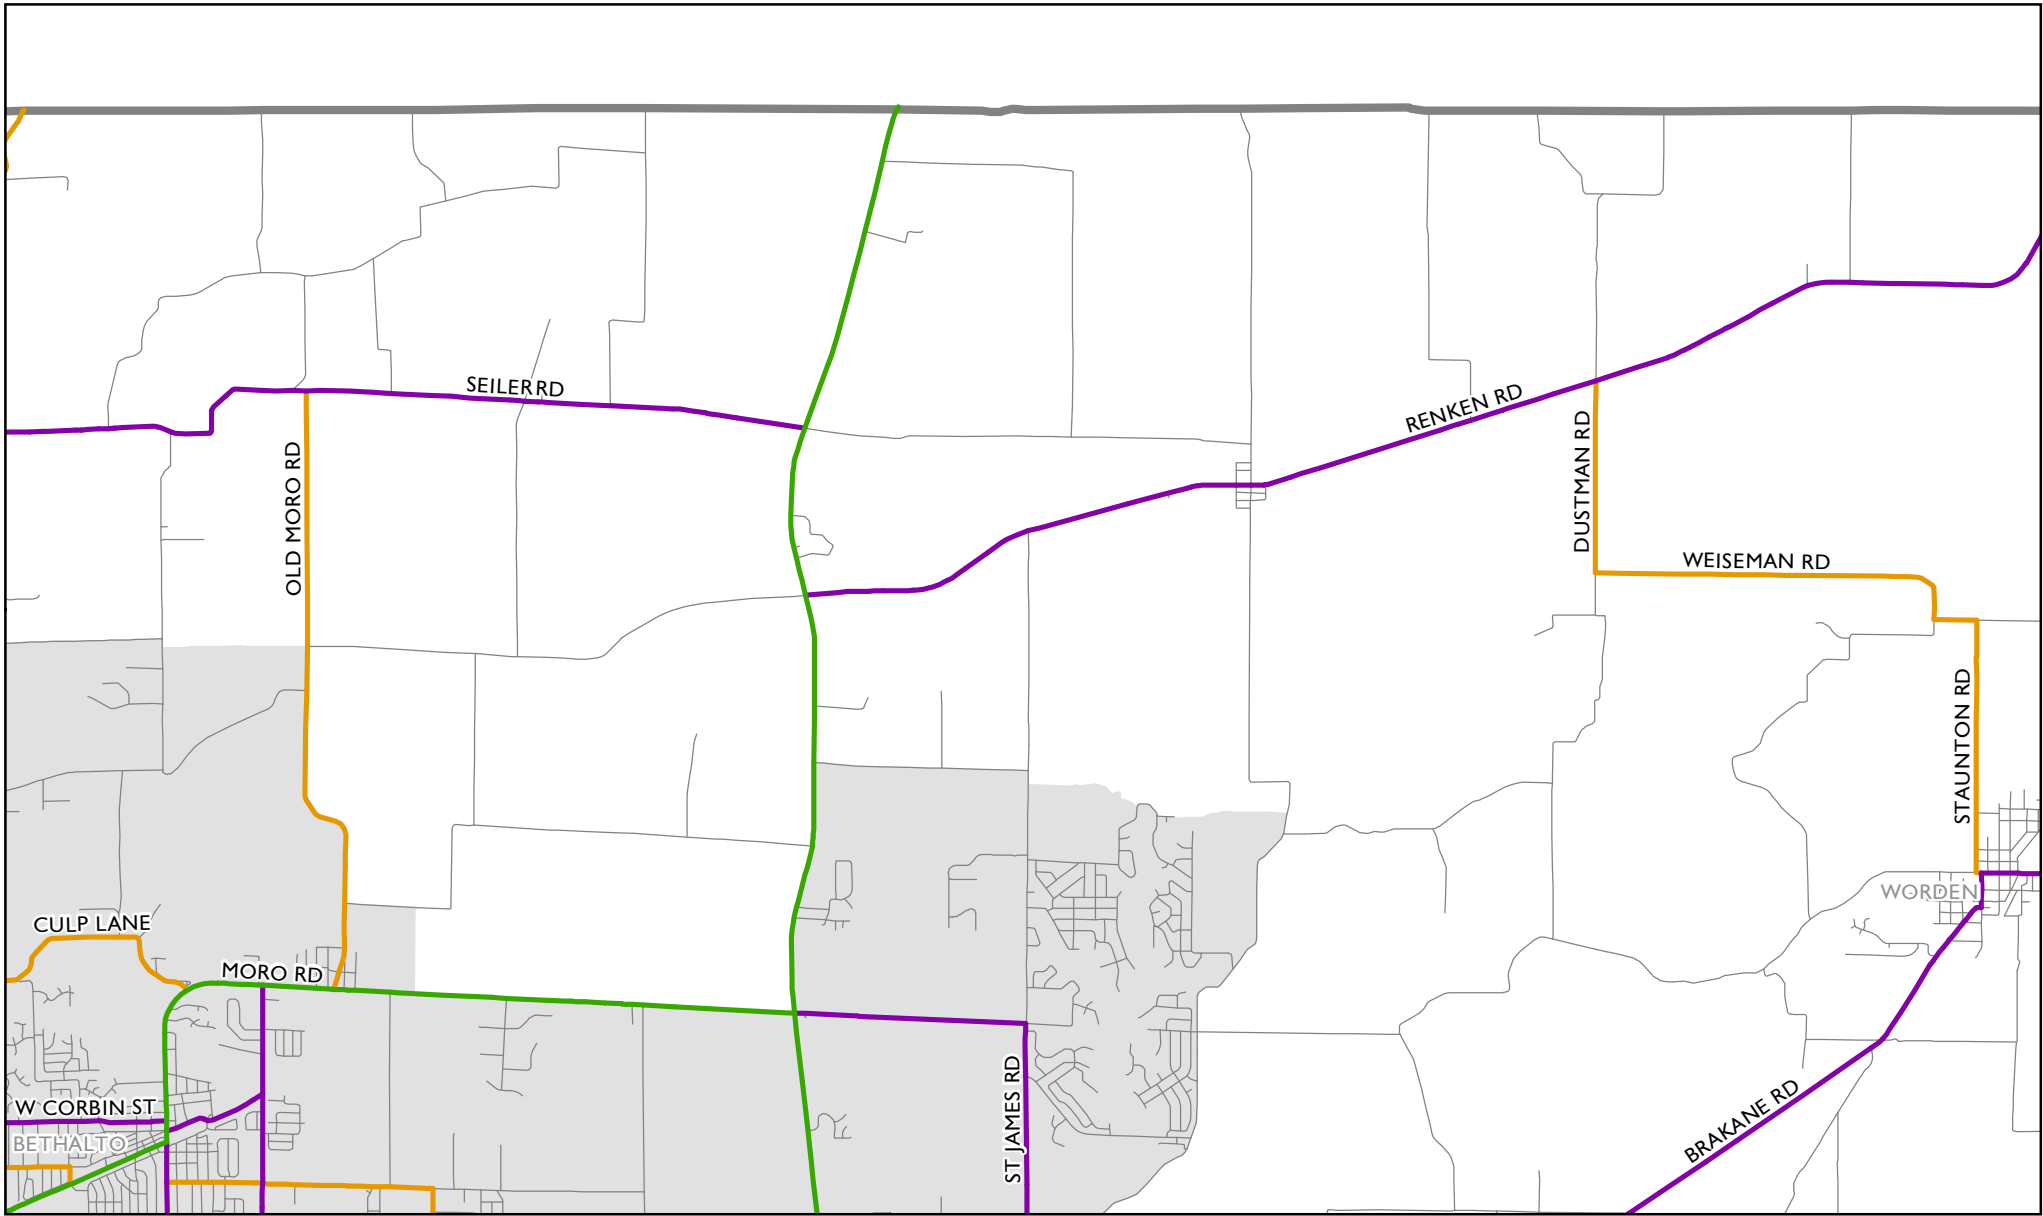 SEILER RD
RENKEN RD
OLD MORO RD
DUSTMAN RD
WEISEMAN RD
STAUNTON RD
WORDEN
CULP LANE
MORO RD
W CORBIN ST
BETHALTO
ST JAMES RD
BRAKANE RD